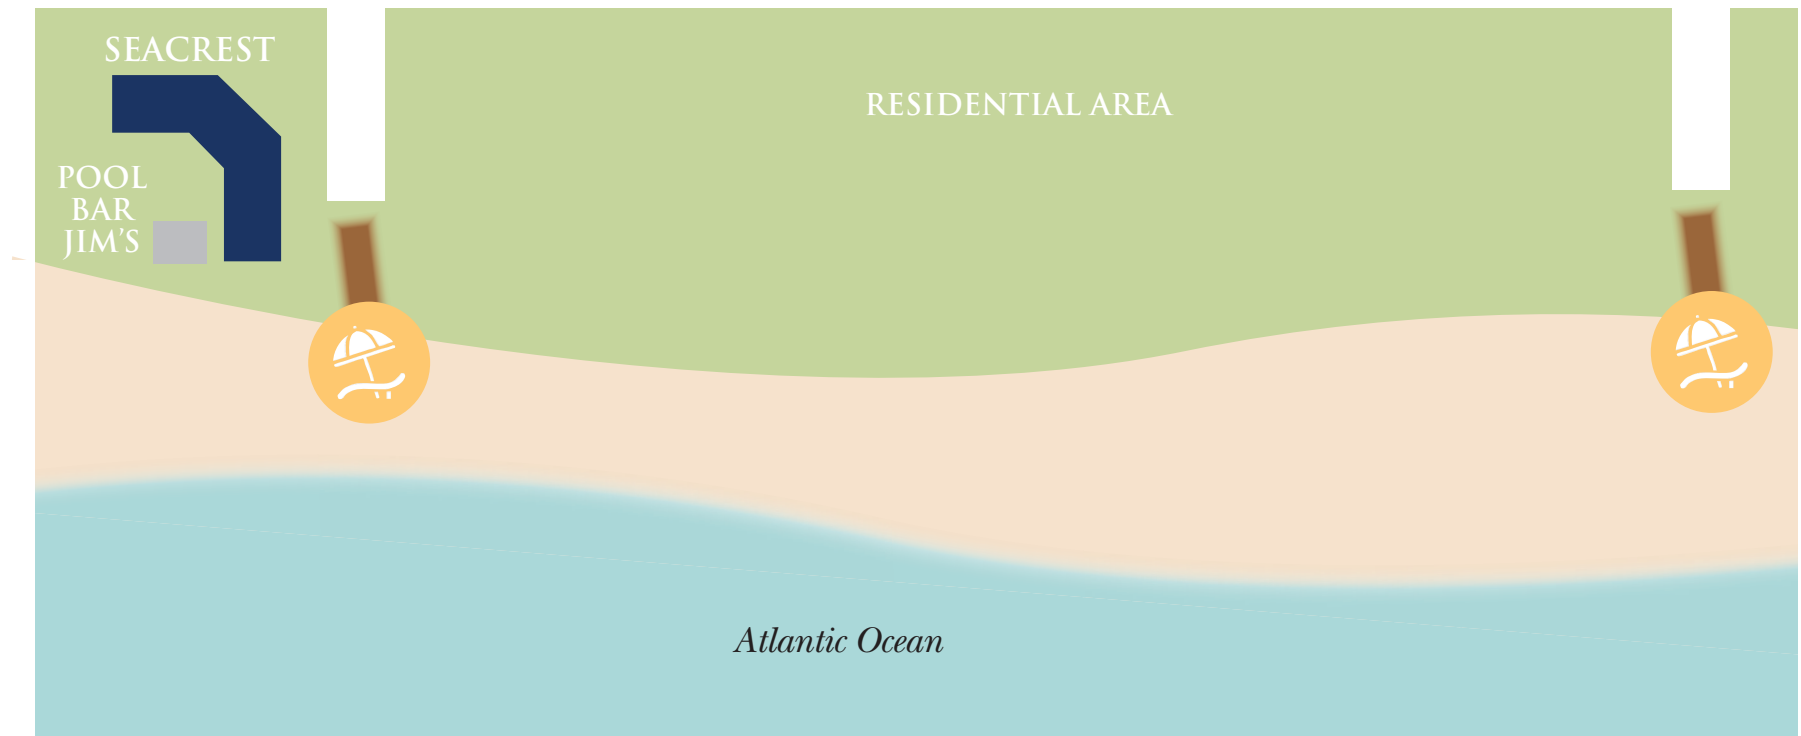 SEACREST
RESIDENTIAL AREA
POOL
BAR
JIM'S
Atlantic Ocean